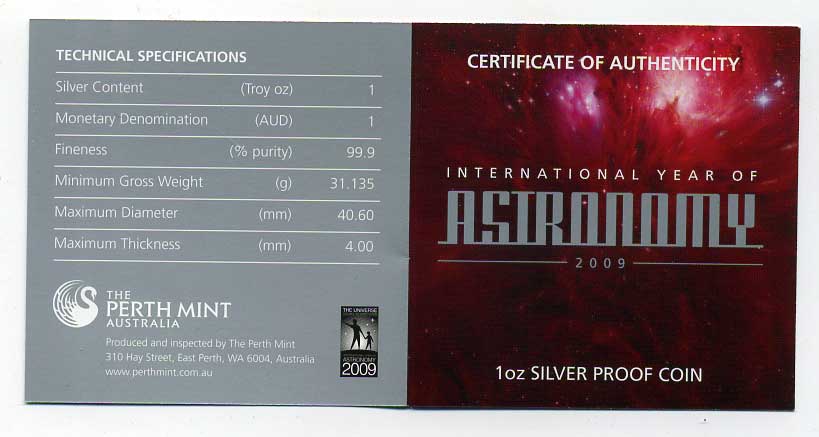 TECHNICAL SPECIFICATIONS
Silver Content (Troy oz) 1
Monetary Denomination (AUD) 1
Fineness (% purity) 99.9
Minimum Gross Weight (g) 31.135
Maximum Diameter (mm) 40.60
Maximum Thickness (mm) 4.00
THE
PERTH MINT
AUSTRALIA
Produced and inspected by The Perth Mint
310 Hay Street, East Perth, WA 6004, Australia
www.perthmint.com.au
THE UNIVERSE
ASTRONOMY
2009
CERTIFICATE OF AUTHENTICITY
INTERNATIONAL YEAR OF
ASTRONOMY
2009
1oz SILVER PROOF COIN